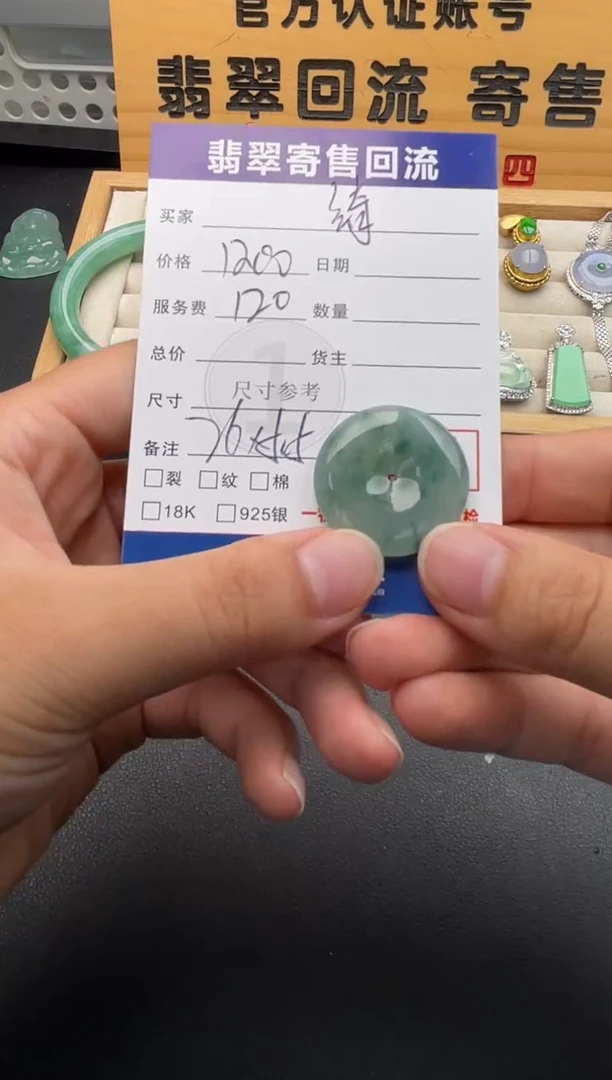 官方认证账号
翡翠回流 寄售
四
翡翠寄售回流
买家
价格 1200 日期
服务费 120 数量
总价 货主
尺寸 尺寸参考
备注
裂 纹 棉
18K 925银 一 检